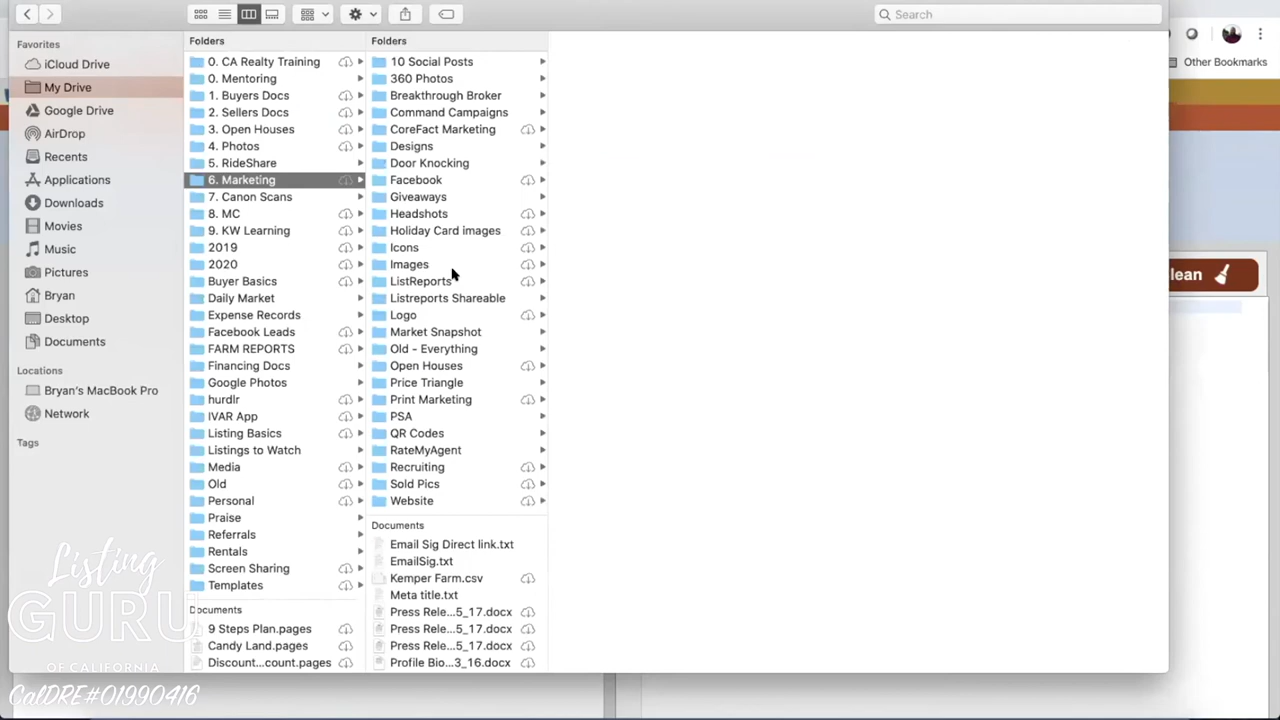 Search
Other Bookmarks
Favorites
iCloud Drive
My Drive
Google Drive
AirDrop
Recents
Applications
Downloads
Movies
Music
Pictures
Bryan
Desktop
Documents
Locations
Bryan's MacBook Pro
Network
Tags
Folders
0. CA Realty Training
0. Mentoring
1. Buyers Docs
2. Sellers Docs
3. Open Houses
4. Photos
5. RideShare
6. Marketing
7. Canon Scans
8. MC
9. KW Learning
2019
2020
Buyer Basics
Daily Market
Expense Records
Facebook Leads
FARM REPORTS
Financing Docs
Google Photos
hurdlr
IVAR App
Listing Basics
Listings to Watch
Media
Old
Personal
Praise
Referrals
Rentals
Screen Sharing
Templates
Documents
9 Steps Plan.pages
Candy Land.pages
Discount...count.pages
Folders
10 Social Posts
360 Photos
Breakthrough Broker
Command Campaigns
CoreFact Marketing
Designs
Door Knocking
Facebook
Giveaways
Headshots
Holiday Card images
Icons
Images
ListReports
Listreports Shareable
Logo
Market Snapshot
Old - Everything
Open Houses
Price Triangle
Print Marketing
PSA
QR Codes
RateMyAgent
Recruiting
Sold Pics
Website
Documents
Email Sig Direct link.txt
EmailSig.txt
Kemper Farm.csv
Meta title.txt
Press Rele...5_17.docx
Press Rele...5_17.docx
Press Rele...5_17.docx
Profile Bio...3_16.docx
lean
Listing
GURU
OF CALIFORNIA
CalDRE#01990416